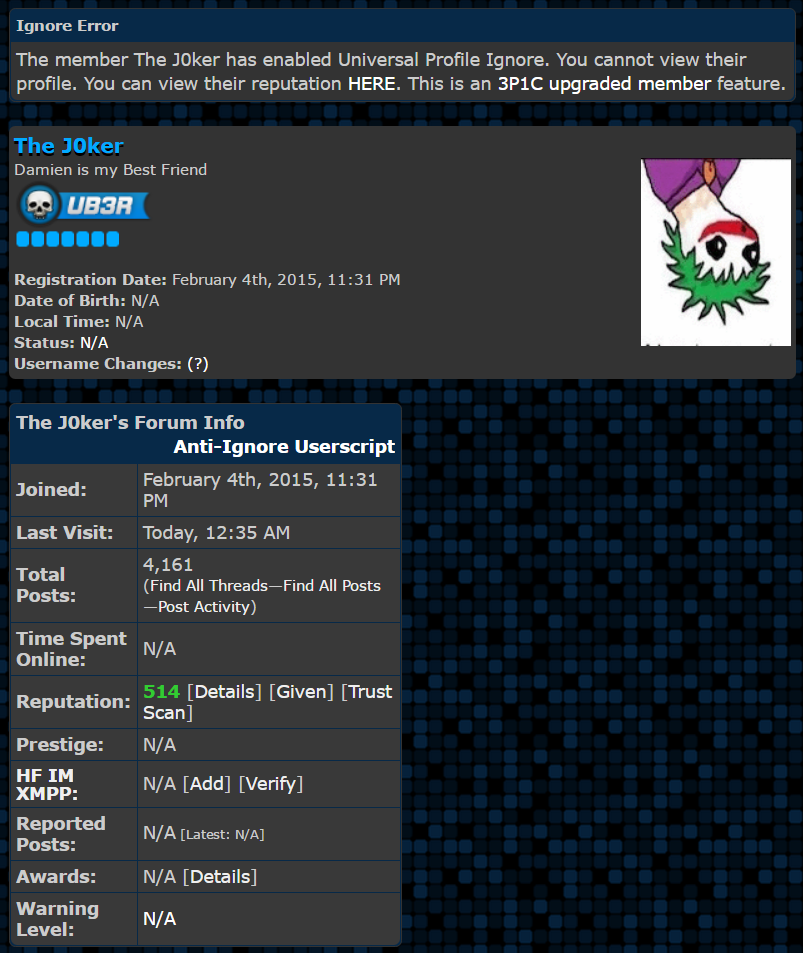 Ignore Error
The member The J0ker has enabled Universal Profile Ignore. You cannot view their
profile. You can view their reputation HERE. This is an 3P1C upgraded member feature.
The J0ker
Damien is my Best Friend
UB3R
Registration Date: February 4th, 2015, 11:31 PM
Date of Birth: N/A
Local Time: N/A
Status: N/A
Username Changes: (?)
The J0ker's Forum Info
Anti-Ignore Userscript
Joined: February 4th, 2015, 11:31
PM
Last Visit: Today, 12:35 AM
Total
Posts:
4,161
(Find All Threads—Find All Posts
—Post Activity)
Time Spent
Online:
N/A
Reputation:
514 [Details] [Given] [Trust
Scan]
Prestige: N/A
HF IM
XMPP:
N/A [Add] [Verify]
Reported
Posts:
N/A [Latest: N/A]
Awards: N/A [Details]
Warning
Level:
N/A